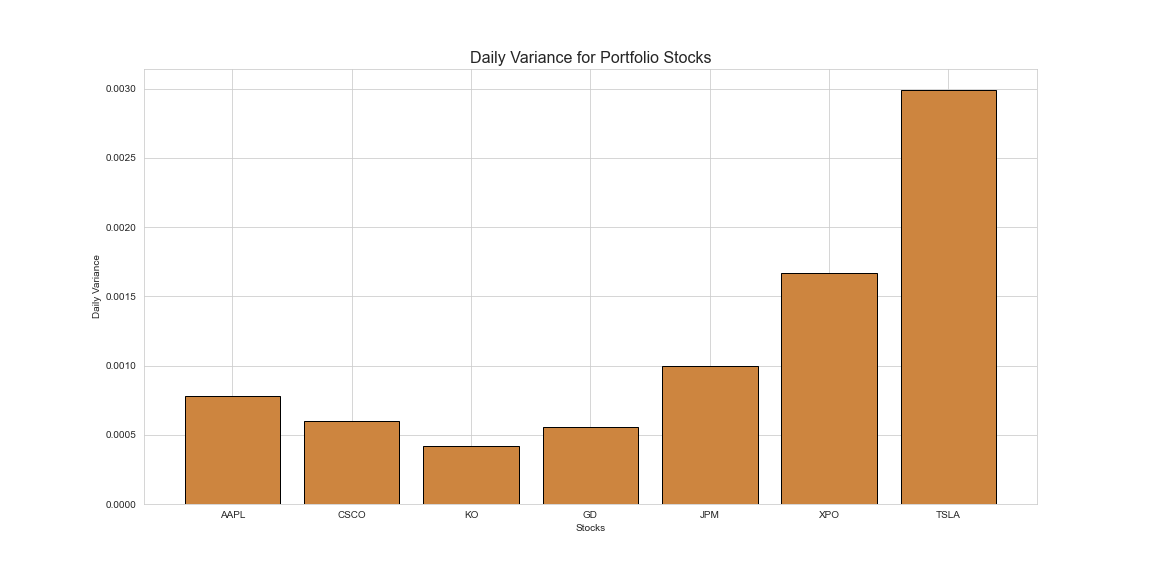 Daily Variance for Portfolio Stocks
0.0030
0.0025
0.0020
0.0015
0.0010
0.0005
0.0000
Daily Variance
AAPL CSCO KO GD JPM XPO TSLA
Stocks